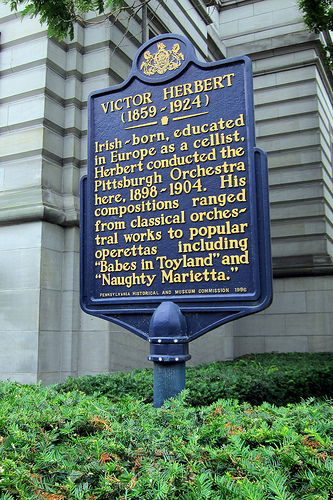 VICTOR HERBERT
(1859-1924)
Irish-born, educated
in Europe as a cellist,
Herbert conducted the
Pittsburgh Orchestra
here, 1898-1904. His
compositions ranged
from classical orches-
tral works to popular
operettas including
"Babes in Toyland" and
"Naughty Marietta."
PENNSYLVANIA HISTORICAL AND MUSEUM COMMISSION 1996